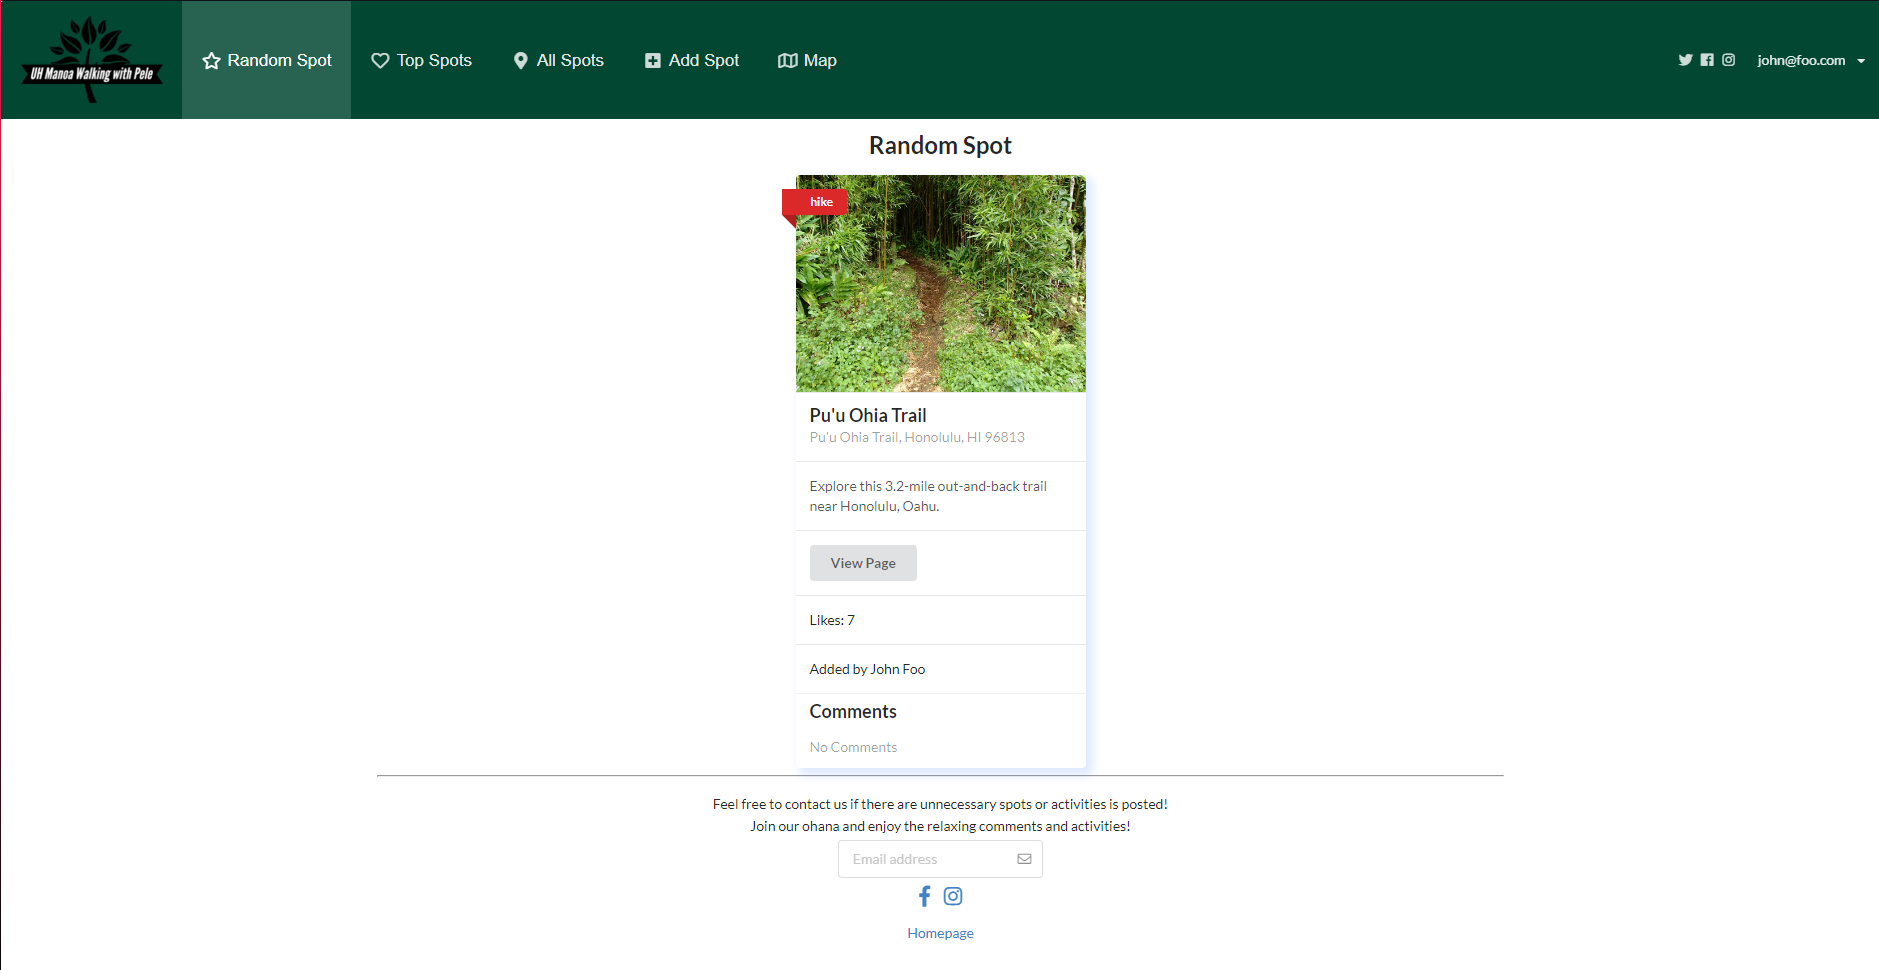 UH Manoa Walking with Pele
Random Spot
Top Spots
All Spots
Add Spot
Map
john@foo.com
Random Spot
hike
Pu'u Ohia Trail
Pu'u Ohia Trail, Honolulu, HI 96813
Explore this 3.2-mile out-and-back trail
near Honolulu, Oahu.
View Page
Likes: 7
Added by John Foo
Comments
No Comments
Feel free to contact us if there are unnecessary spots or activities is posted!
Join our ohana and enjoy the relaxing comments and activities!
Email address
Homepage